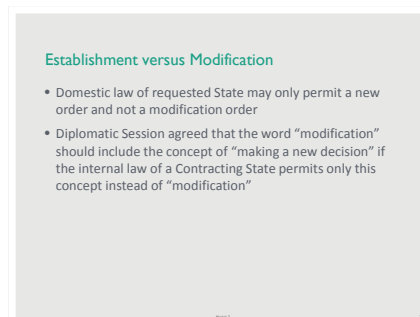 Establishment versus Modification
• Domestic law of requested State may only permit a new
order and not a modification order
• Diplomatic Session agreed that the word “modification”
should include the concept of “making a new decision” if
the internal law of a Contracting State permits only this
concept instead of “modification”